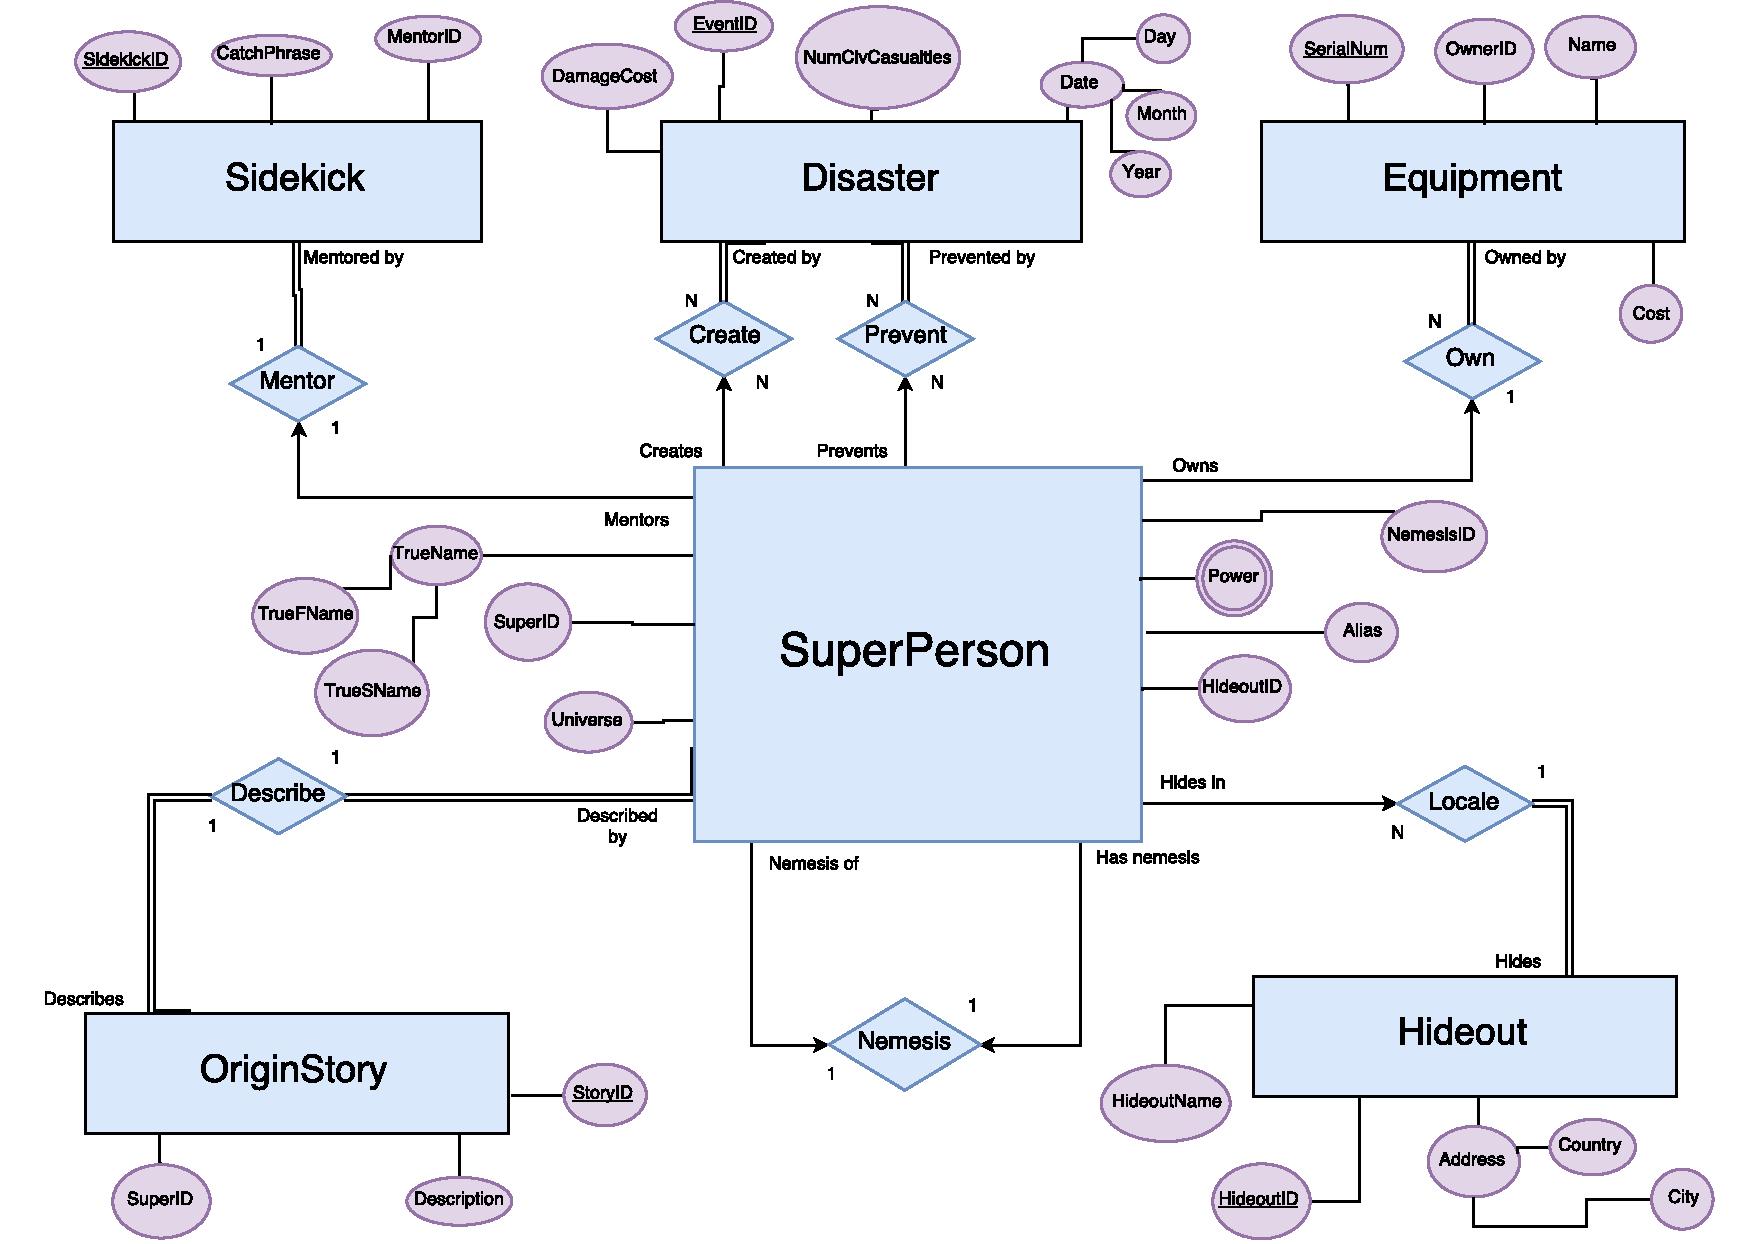 SidekickID
CatchPhrase
MentorID
DamageCost
EventID
NumCivCasualties
Date
Day
Month
Year
SerialNum
OwnerID
Name
Sidekick
Disaster
Equipment
Mentored by
Created by
Prevented by
Owned by
Cost
N
N
N
1
Create
Prevent
Own
Mentor
N
N
1
1
Creates
Prevents
Owns
Mentors
TrueName
TrueFName
TrueSName
SuperID
Universe
SuperPerson
NemesisID
Power
Alias
HideoutID
1
Describe
1
Described
by
Hides in
1
Locale
N
Nemesis of
Has nemesis
Hides
Describes
1
Nemesis
1
OriginStory
StoryID
SuperID
Description
Hideout
HideoutName
HideoutID
Address
Country
City